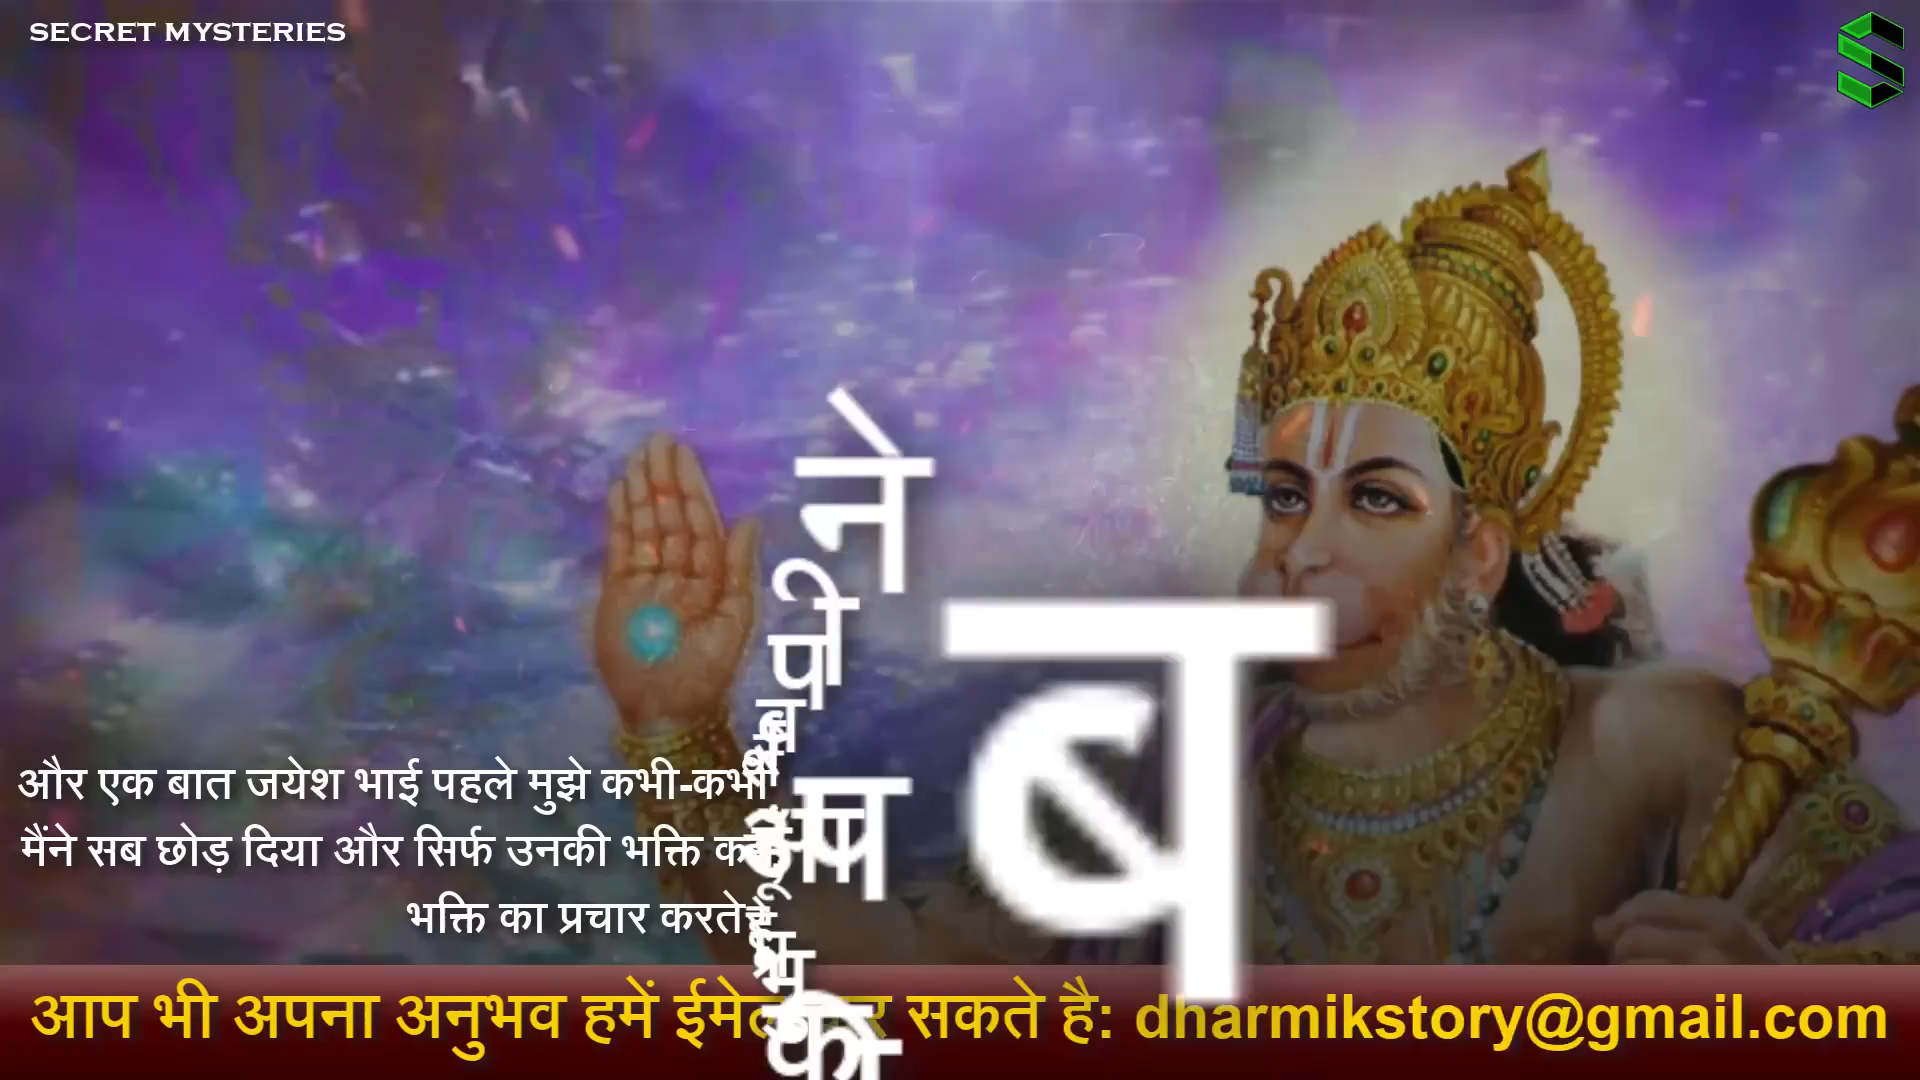 SECRET MYSTERIES
और एक बात जयेश भाई पहले मुझे कभी-कभी
मैंने सब छोड़ दिया और सिर्फ उनकी भक्ति
भक्ति का प्रचार करते
ने
ब
आप भी अपना अनुभव हमें सकते है: dharmikstory@gmail.com